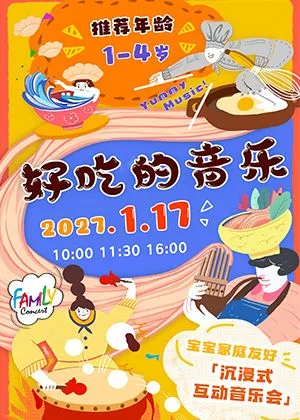 推荐年龄
1-4岁
Yummy Music!
好吃的音乐
2027.1.17
10:00 11:30 16:00
FAMILY
Concert
宝宝家庭友好
「沉浸式
互动音乐会」